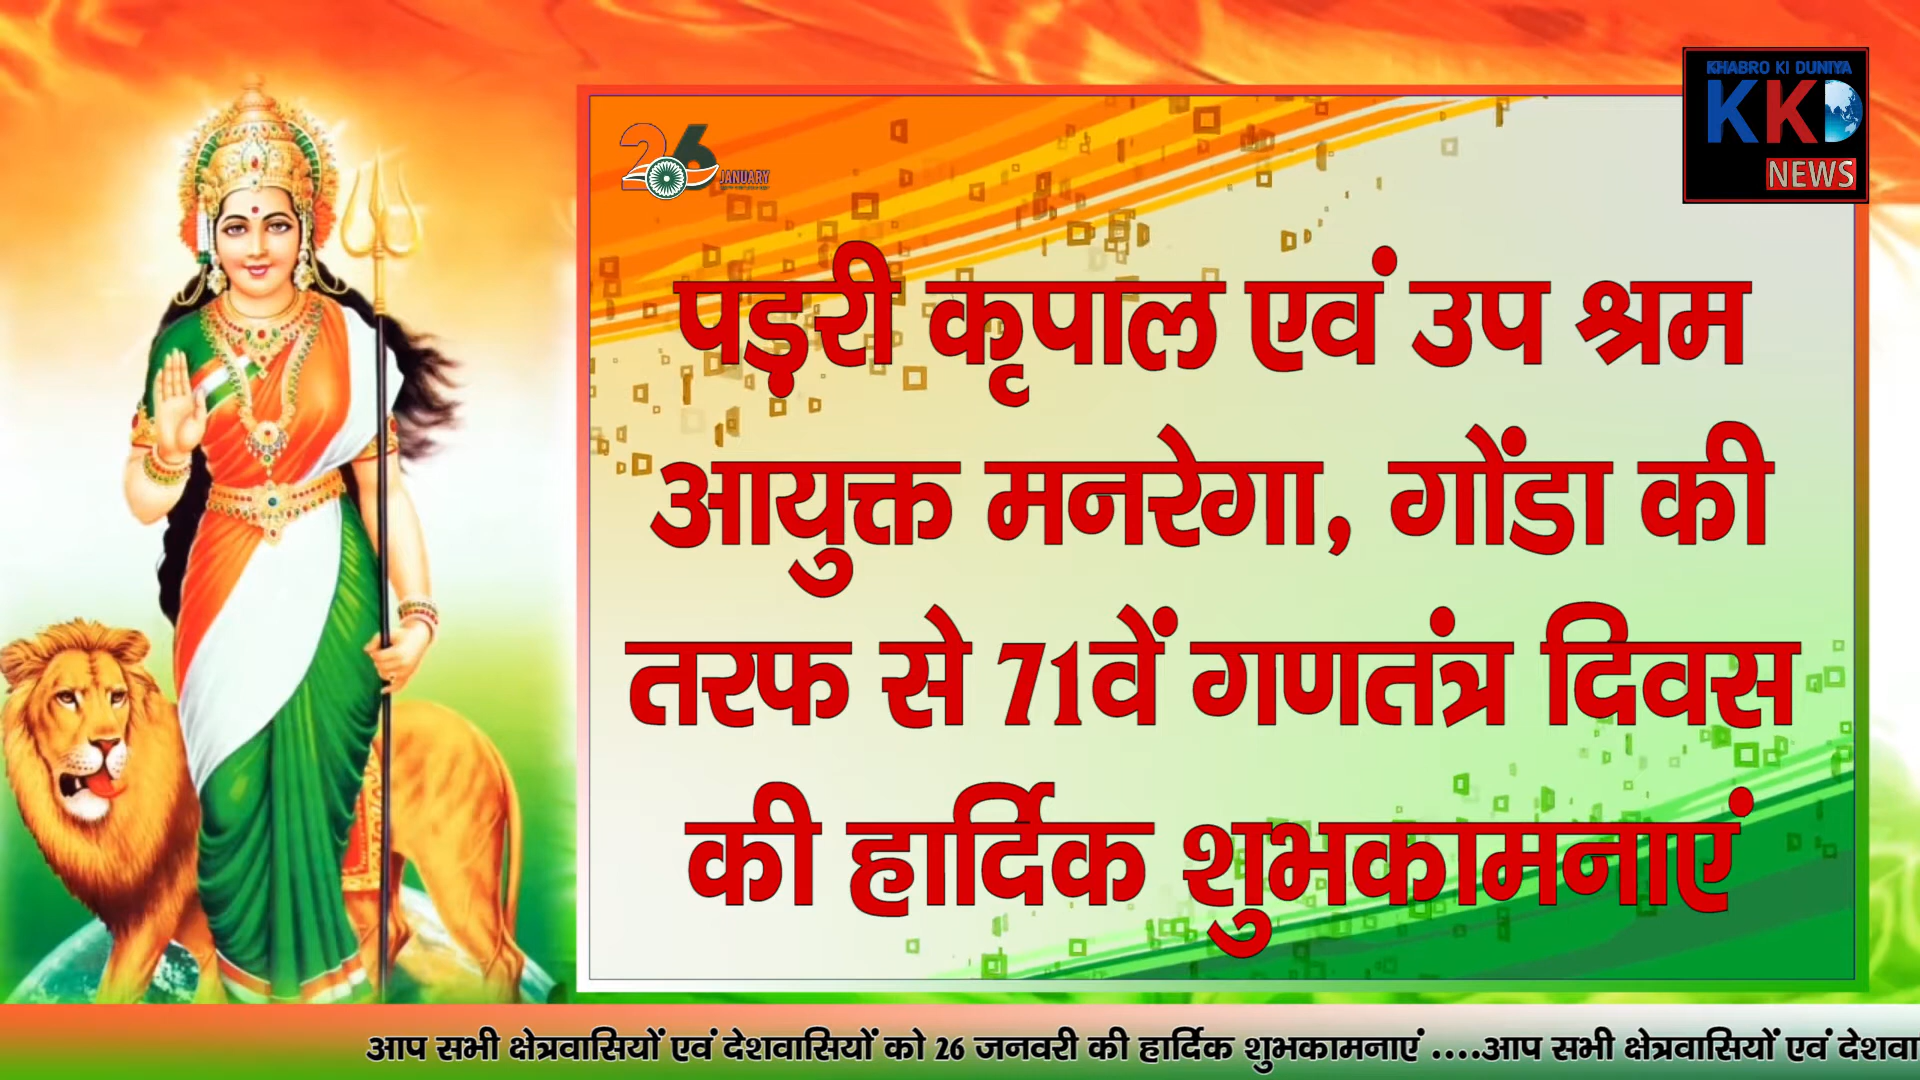 KHABRO KI DUNIYA
KKD
NEWS
26
JANUARY
पड़री कृपाल एवं उप श्रम
आयुक्त मनरेगा, गोंडा की
तरफ से 71वें गणतंत्र दिवस
की हार्दिक शुभकामनाएं
आप सभी क्षेत्रवासियों एवं देशवासियों को 26 जनवरी की हार्दिक शुभकामनाएं ....आप सभी क्षेत्रवासियों एवं देशवा